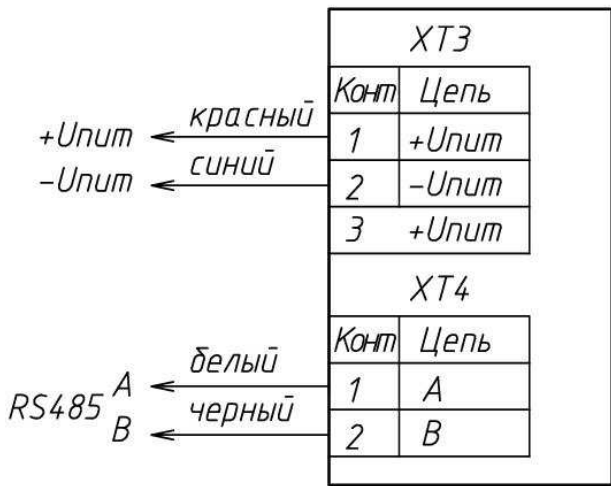 XT3
Конт Цепь
+Uпит красный 1 +Uпит
-Uпит синий 2 -Uпит
3 +Uпит
XT4
Конт Цепь
RS485 A белый 1 A
B черный 2 B